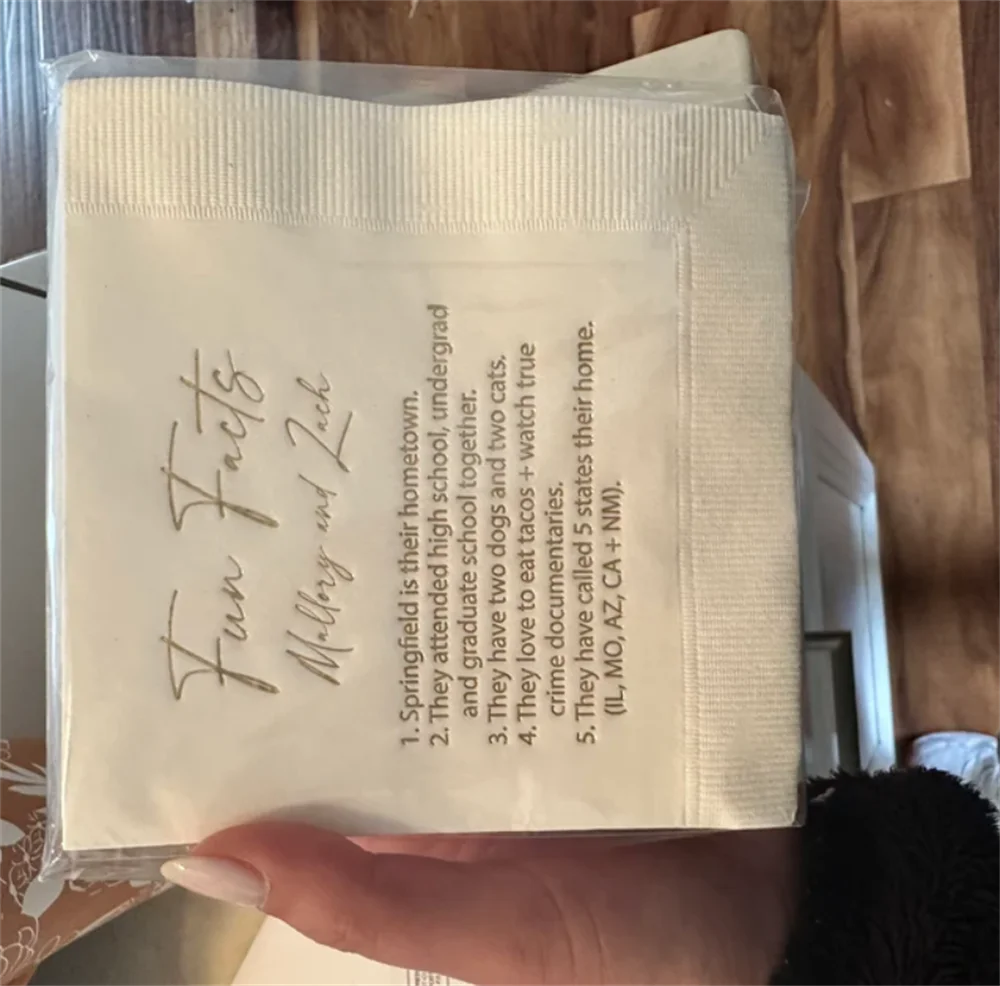 Fun Facts
Mallory and Zach
1. Springfield is their hometown.
2. They attended high school, undergrad
and graduate school together.
3. They have two dogs and two cats.
4. They love to eat tacos + watch true
crime documentaries.
5. They have called 5 states their home.
(IL, MO, AZ, CA + NM).